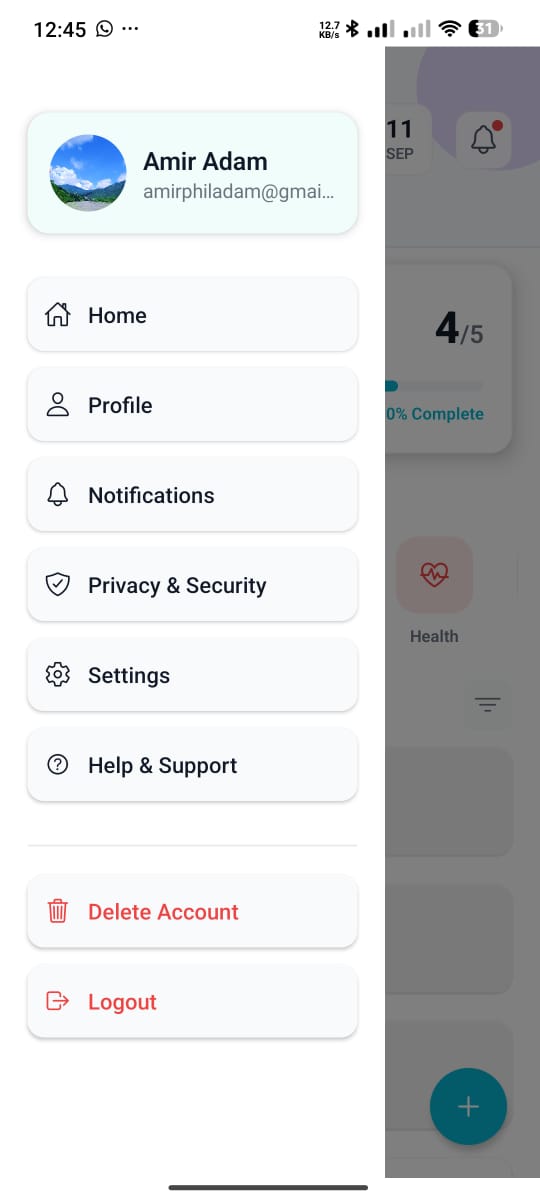 12:45
12.7
KB/s
31
11
SEP
Amir Adam
amirphiladam@gmai...
4/5
0% Complete
Home
Profile
Notifications
Privacy & Security
Health
Settings
Help & Support
Delete Account
Logout